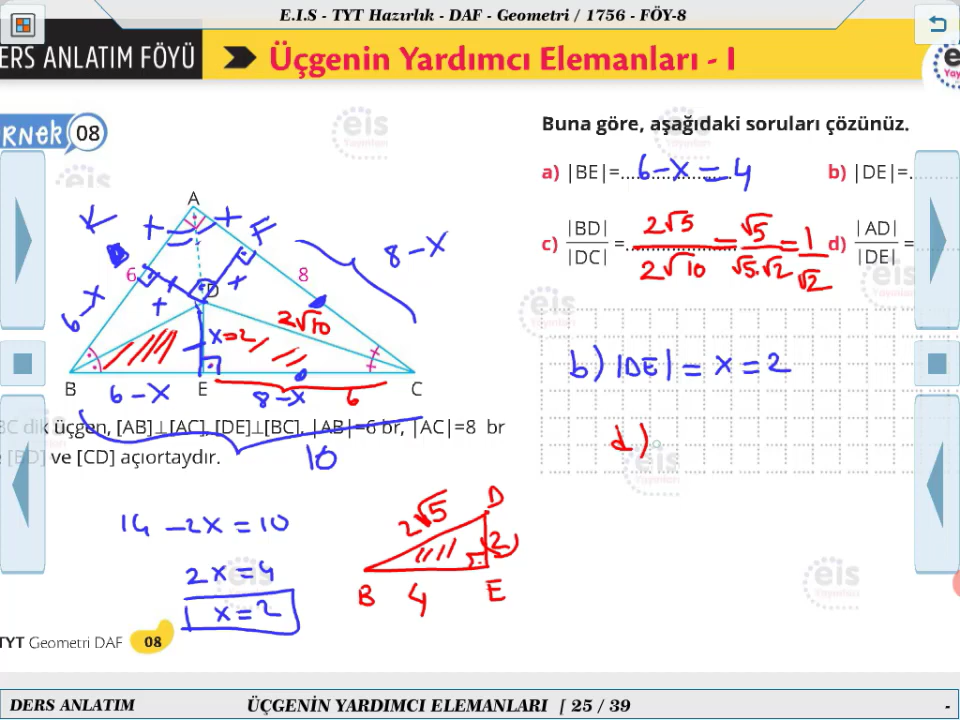 E.I.S - TYT Hazırlık - DAF - Geometri / 1756 - FÖY-8
ERS ANLATIM FÖYÜ
Üçgenin Yardımcı Elemanları - I
RNEK 08
Buna göre, aşağıdaki soruları çözünüz.
a) |BE|=.... 6-x = 4
b) |DE|=..........
c) |BD|/|DC| =.... 2√5/2√10 = √5/√5.√2 = 1/√2
d) |AD|/|DE| =
A
x x
6
8
8-x
6-x
x x x
D
x=2
2√10
B
E
C
6-x
8-x 6
10
BC dik üçgen, [AB]⊥[AC], [DE]⊥[BC], |AB|=6 br, |AC|=8 br
[BD] ve [CD] açıortaydır.
b) |DE| = x = 2
d)
14 - 2x = 10
2x = 4
x = 2
2√5
D
2
B 4 E
eis
Yayınları
TYT Geometri DAF 08
DERS ANLATIM
ÜÇGENİN YARDIMCI ELEMANLARI [ 25 / 39
-